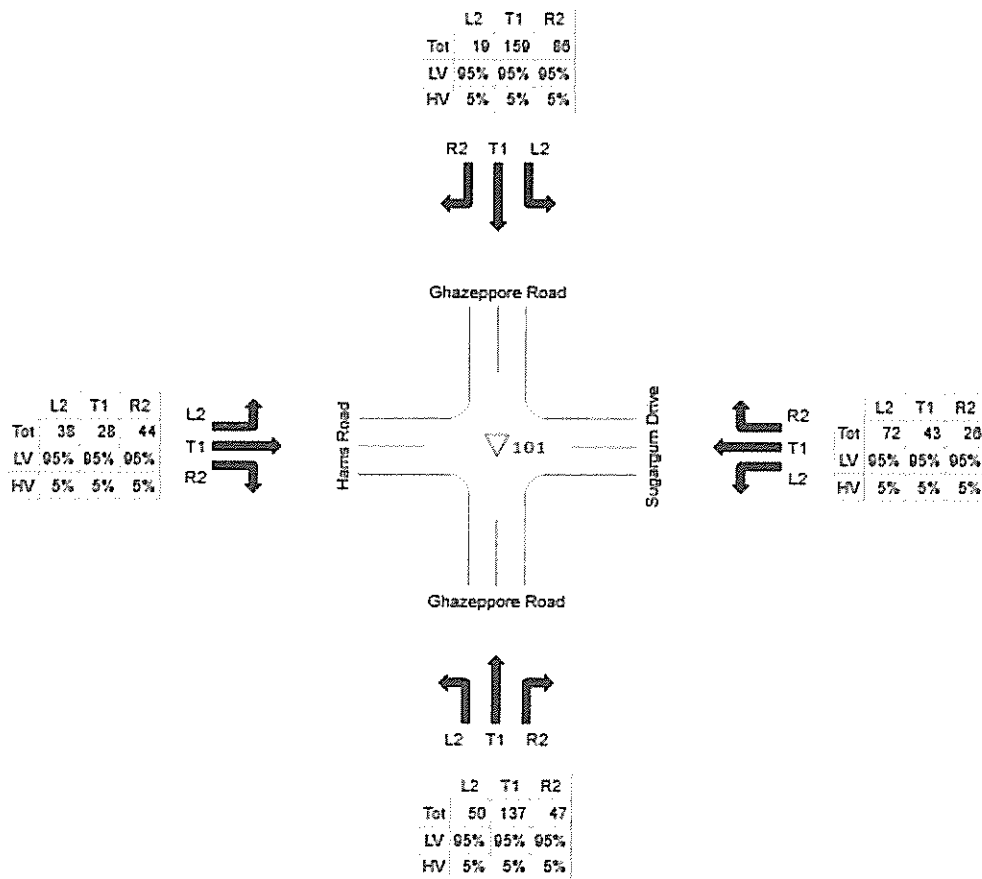 L2 T1 R2
Tot 19 159 86
LV 95% 95% 95%
HV 5% 5% 5%
R2 T1 L2
Ghazeppore Road
L2 T1 R2
Tot 38 28 44
LV 95% 95% 95%
HV 5% 5% 5%
L2
T1
R2
Harris Road
101
Sugargum Drive
R2
T1
L2
L2 T1 R2
Tot 72 43 26
LV 95% 95% 95%
HV 5% 5% 5%
Ghazeppore Road
L2 T1 R2
L2 T1 R2
Tot 50 137 47
LV 95% 95% 95%
HV 5% 5% 5%